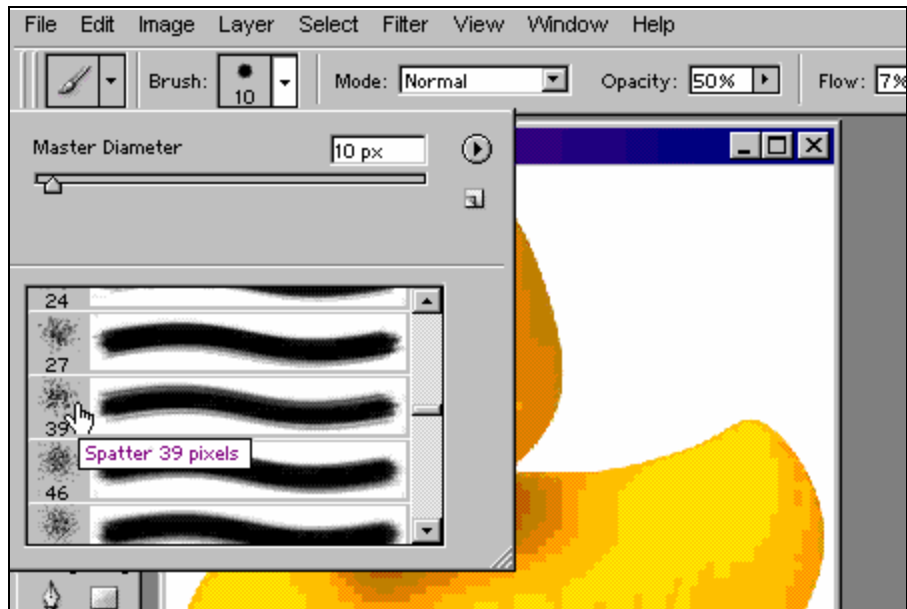 File Edit Image Layer Select Filter View Window Help
Brush: 10 Mode: Normal Opacity: 50% Flow: 7%
Master Diameter 10 px
24
27
39
Spatter 39 pixels
46